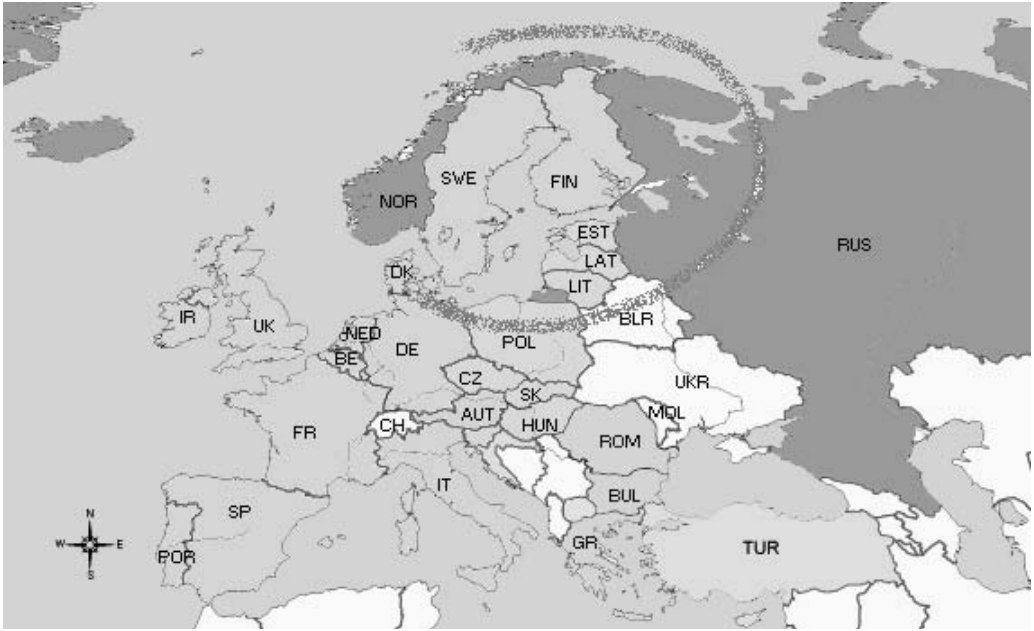 SWE
FIN
NOR
EST
RUS
LAT
DK
LIT
IR
UK
NED
BLR
BE
DE
POL
CZ
UKR
SK
AUT
MOL
CH
HUN
FR
ROM
IT
BUL
SP
N
W
E
S
GR
TUR
POR